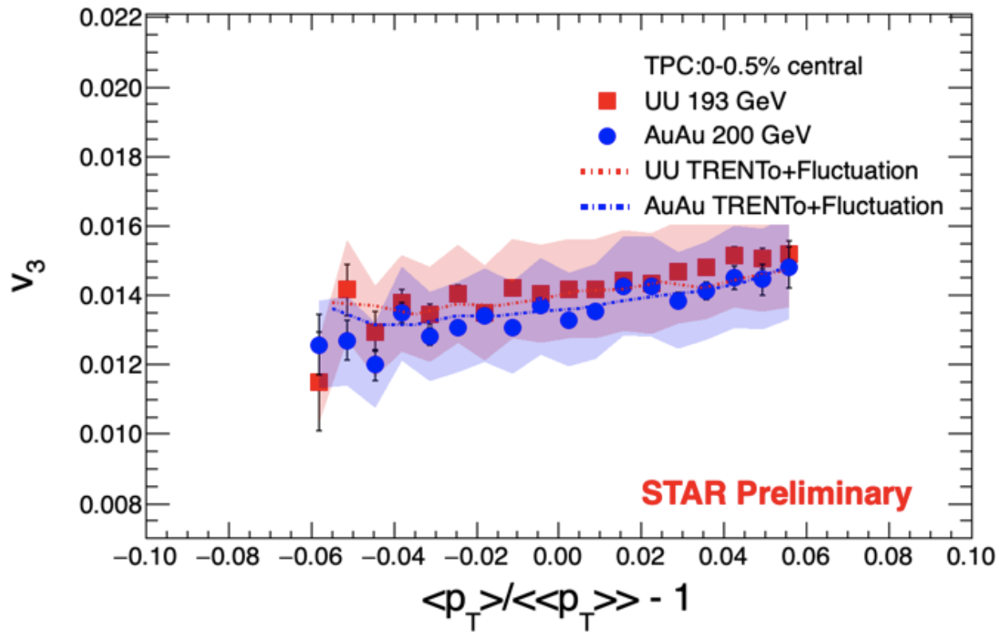 0.022
0.020
0.018
0.016
0.014
0.012
0.010
0.008
v3
TPC:0-0.5% central
UU 193 GeV
AuAu 200 GeV
UU TRENTo+Fluctuation
AuAu TRENTo+Fluctuation
STAR Preliminary
−0.10 −0.08 −0.06 −0.04 −0.02 0.00 0.02 0.04 0.06 0.08 0.10
<pT>/<<pT>> - 1